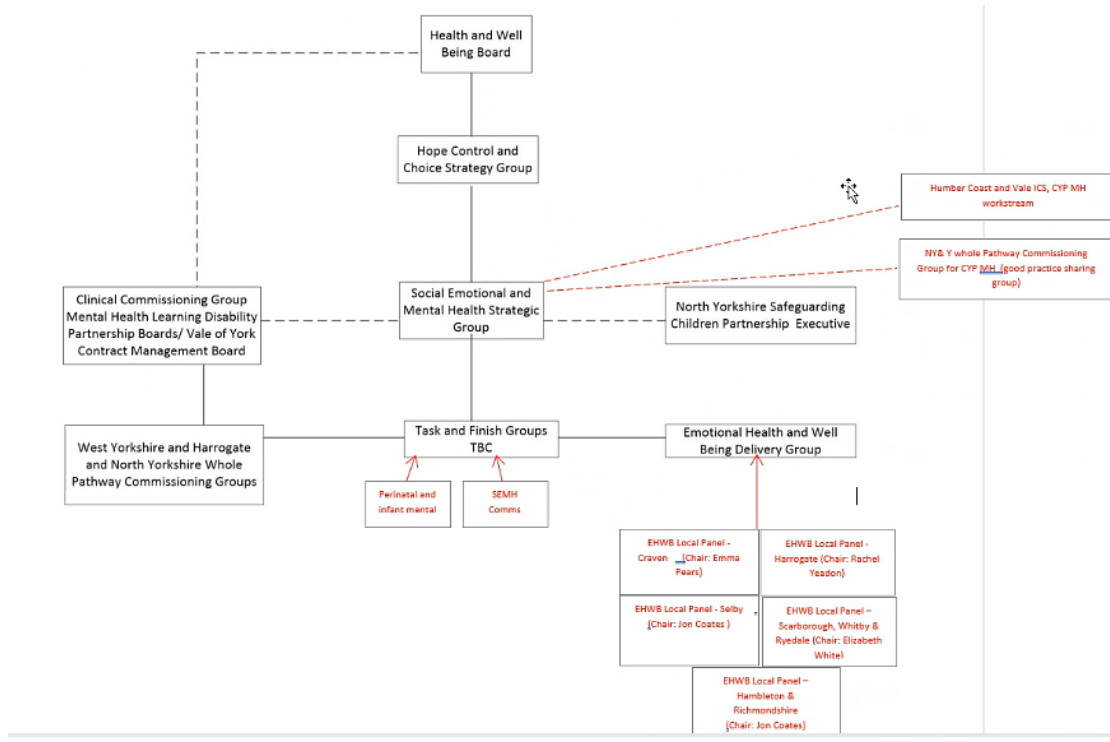 Health and Well
Being Board
Hope Control and
Choice Strategy Group
Humber Coast and Vale ICS, CYP MH
workstream
NY& Y whole Pathway Commissioning
Group for CYP MH (good practice sharing
group)
Clinical Commissioning Group
Mental Health Learning Disability
Partnership Boards/ Vale of York
Contract Management Board
Social Emotional and
Mental Health Strategic
Group
North Yorkshire Safeguarding
Children Partnership Executive
West Yorkshire and Harrogate
and North Yorkshire Whole
Pathway Commissioning Groups
Task and Finish Groups
TBC
Emotional Health and Well
Being Delivery Group
Perinatal and
infant mental
SEMH
Comms
EHWB Local Panel -
Craven (Chair: Emma
Pears)
EHWB Local Panel -
Harrogate (Chair: Rachel
Yeadon)
EHWB Local Panel - Selby
(Chair: Jon Coates )
EHWB Local Panel –
Scarborough, Whitby &
Ryedale (Chair: Elizabeth
White)
EHWB Local Panel –
Hambleton &
Richmondshire
(Chair: Jon Coates)